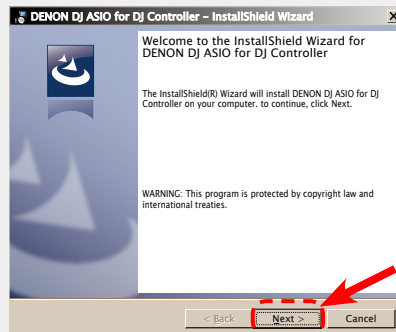 DENON DJ ASIO for DJ Controller – InstallShield Wizard
Welcome to the InstallShield Wizard for
DENON DJ ASIO for DJ Controller
The InstallShield(R) Wizard will install DENON DJ ASIO for DJ
Controller on your computer. to continue, click Next.
WARNING: This program is protected by copyright law and
international treaties.
< Back Next > Cancel